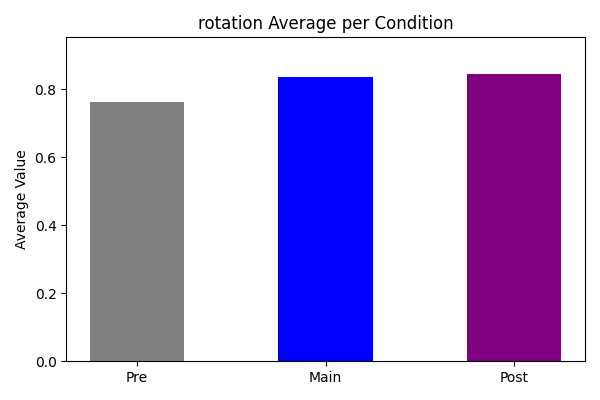 rotation Average per Condition
Average Value
0.8
0.6
0.4
0.2
0.0
Pre
Main
Post